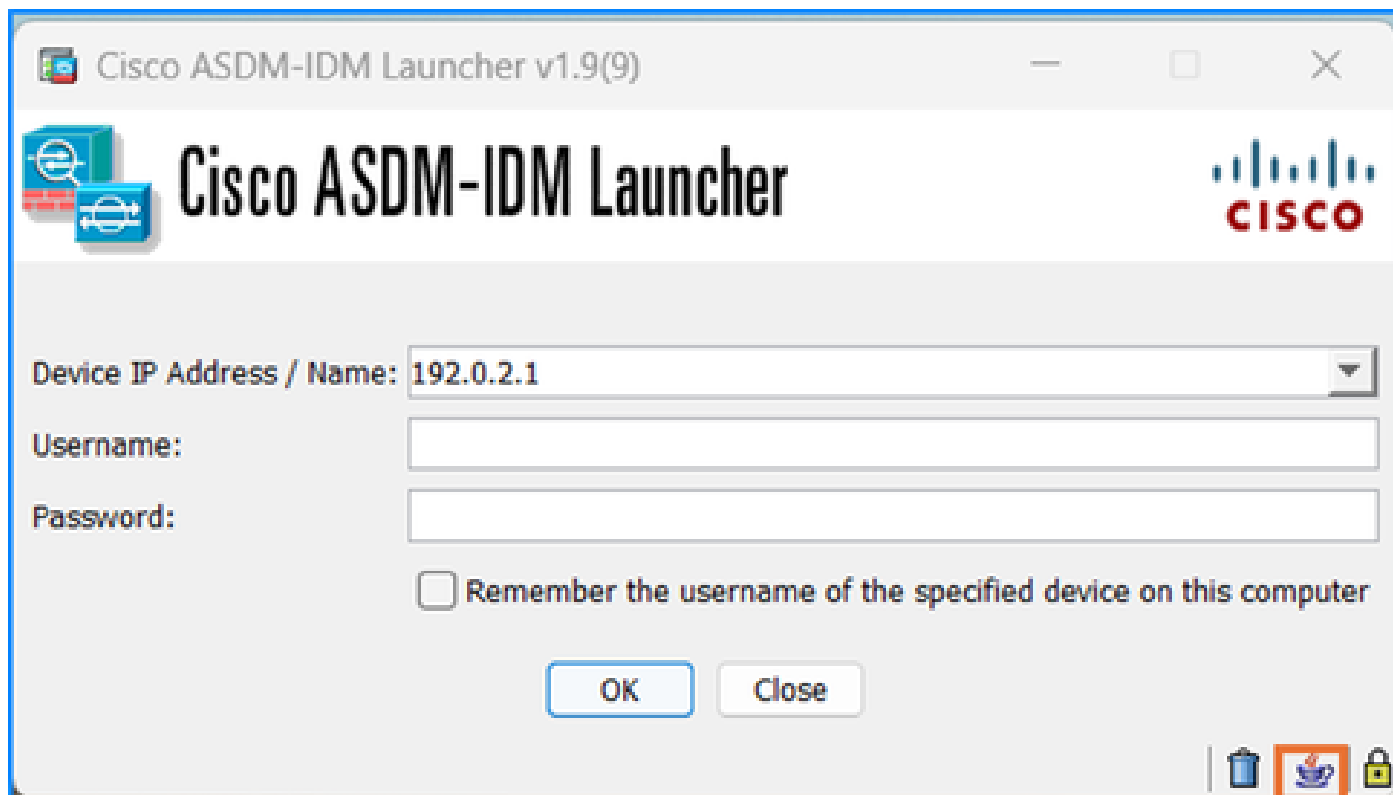 Cisco ASDM-IDM Launcher v1.9(9)
Cisco ASDM-IDM Launcher
CISCO
Device IP Address / Name: 192.0.2.1
Username:
Password:
Remember the username of the specified device on this computer
OK Close